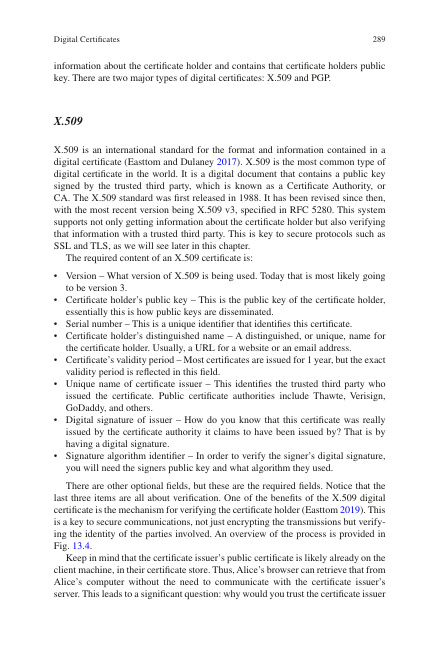 Digital Certificates 289
information about the certificate holder and contains that certificate holders public
key. There are two major types of digital certificates: X.509 and PGP.
X.509
X.509 is an international standard for the format and information contained in a
digital certificate (Easttom and Dulaney 2017). X.509 is the most common type of
digital certificate in the world. It is a digital document that contains a public key
signed by the trusted third party, which is known as a Certificate Authority, or
CA. The X.509 standard was first released in 1988. It has been revised since then,
with the most recent version being X.509 v3, specified in RFC 5280. This system
supports not only getting information about the certificate holder but also verifying
that information with a trusted third party. This is key to secure protocols such as
SSL and TLS, as we will see later in this chapter.
The required content of an X.509 certificate is:
• Version – What version of X.509 is being used. Today that is most likely going
to be version 3.
• Certificate holder's public key – This is the public key of the certificate holder,
essentially this is how public keys are disseminated.
• Serial number – This is a unique identifier that identifies this certificate.
• Certificate holder's distinguished name – A distinguished, or unique, name for
the certificate holder. Usually, a URL for a website or an email address.
• Certificate's validity period – Most certificates are issued for 1 year, but the exact
validity period is reflected in this field.
• Unique name of certificate issuer – This identifies the trusted third party who
issued the certificate. Public certificate authorities include Thawte, Verisign,
GoDaddy, and others.
• Digital signature of issuer – How do you know that this certificate was really
issued by the certificate authority it claims to have been issued by? That is by
having a digital signature.
• Signature algorithm identifier – In order to verify the signer's digital signature,
you will need the signers public key and what algorithm they used.
There are other optional fields, but these are the required fields. Notice that the
last three items are all about verification. One of the benefits of the X.509 digital
certificate is the mechanism for verifying the certificate holder (Easttom 2019). This
is a key to secure communications, not just encrypting the transmissions but verify-
ing the identity of the parties involved. An overview of the process is provided in
Fig. 13.4.
Keep in mind that the certificate issuer's public certificate is likely already on the
client machine, in their certificate store. Thus, Alice's browser can retrieve that from
Alice's computer without the need to communicate with the certificate issuer's
server. This leads to a significant question: why would you trust the certificate issuer